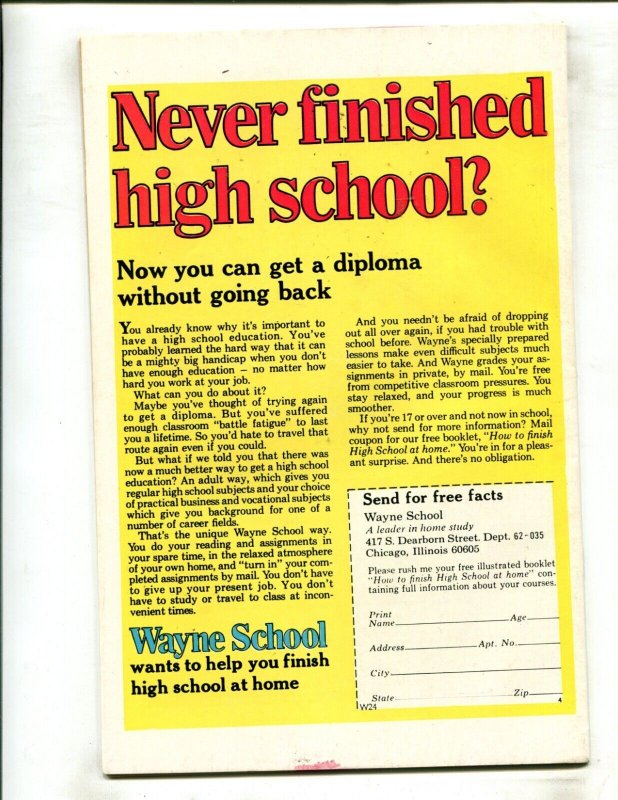 Never finished
high school?
Now you can get a diploma
without going back
You already know why it's important to
have a high school education. You've
probably learned the hard way that it can
be a mighty big handicap when you don't
have enough education — no matter how
hard you work at your job.
What can you do about it?
Maybe you've thought of trying again
to get a diploma. But you've suffered
enough classroom "battle fatigue" to last
you a lifetime. So you'd hate to travel that
route again even if you could.
But what if we told you that there was
now a much better way to get a high school
education? An adult way, which gives you
regular high school subjects and your choice
of practical business and vocational subjects
which give you background for one of a
number of career fields.
That's the unique Wayne School way.
You do your reading and assignments in
your spare time, in the relaxed atmosphere
of your own home, and "turn in" your com-
pleted assignments by mail. You don't have
to give up your present job. You don't
have to study or travel to class at incon-
venient times.
Wayne School
wants to help you finish
high school at home
And you needn't be afraid of dropping
out all over again, if you had trouble with
school before. Wayne's specially prepared
lessons make even difficult subjects much
easier to take. And Wayne grades your as-
signments in private, by mail. You're free
from competitive classroom pressures. You
stay relaxed, and your progress is much
smoother.
If you're 17 or over and not now in school,
why not send for more information? Mail
coupon for our free booklet, "How to finish
High School at home." You're in for a pleas-
ant surprise. And there's no obligation.
Send for free facts
Wayne School
A leader in home study
417 S. Dearborn Street. Dept. 62-035
Chicago, Illinois 60605
Please rush me your free illustrated booklet
"How to finish High School at home" con-
taining full information about your courses.
Print
Name Age
Address Apt. No.
City
State Zip
W24 4